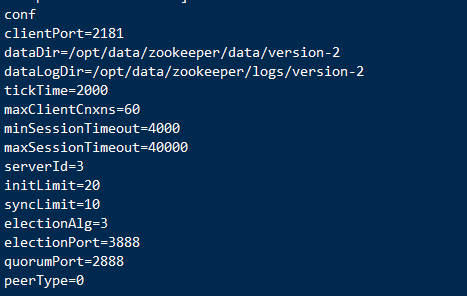 conf
clientPort=2181
dataDir=/opt/data/zookeeper/data/version-2
dataLogDir=/opt/data/zookeeper/logs/version-2
tickTime=2000
maxClientCnxns=60
minSessionTimeout=4000
maxSessionTimeout=40000
serverId=3
initLimit=20
syncLimit=10
electionAlg=3
electionPort=3888
quorumPort=2888
peerType=0